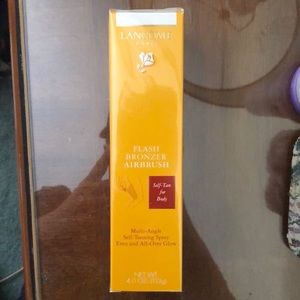 LANCÔME
PARIS
FLASH
BRONZER
AIRBRUSH
Self-Tan
for
Body
Multi-Angle
Self-Tanning Spray
Even and All-Over Glow
NET WT.